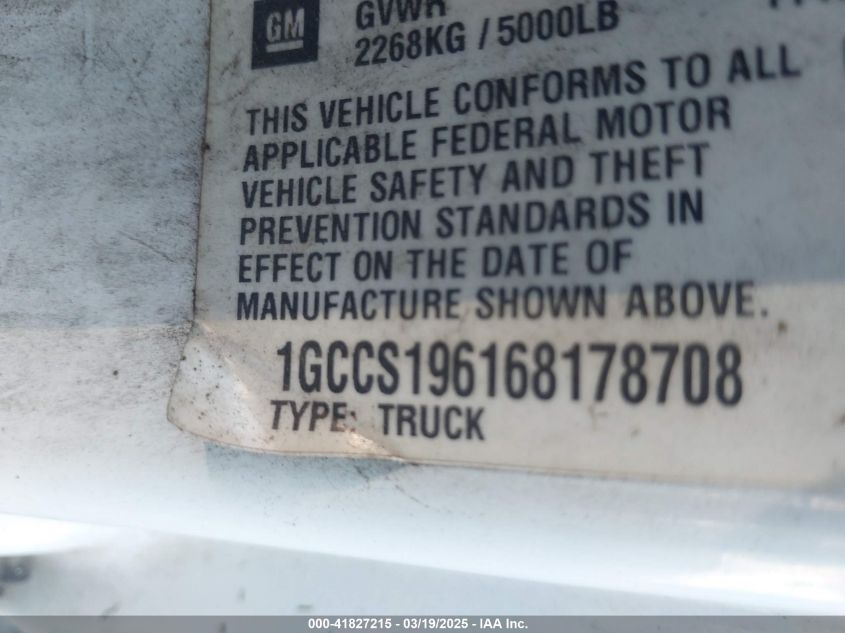 GM
GVWR
2268KG / 5000LB
THIS VEHICLE CONFORMS TO ALL
APPLICABLE FEDERAL MOTOR
VEHICLE SAFETY AND THEFT
PREVENTION STANDARDS IN
EFFECT ON THE DATE OF
MANUFACTURE SHOWN ABOVE.
1GCCS196168178708
TYPE: TRUCK
000-41827215 - 03/19/2025 - IAA Inc.